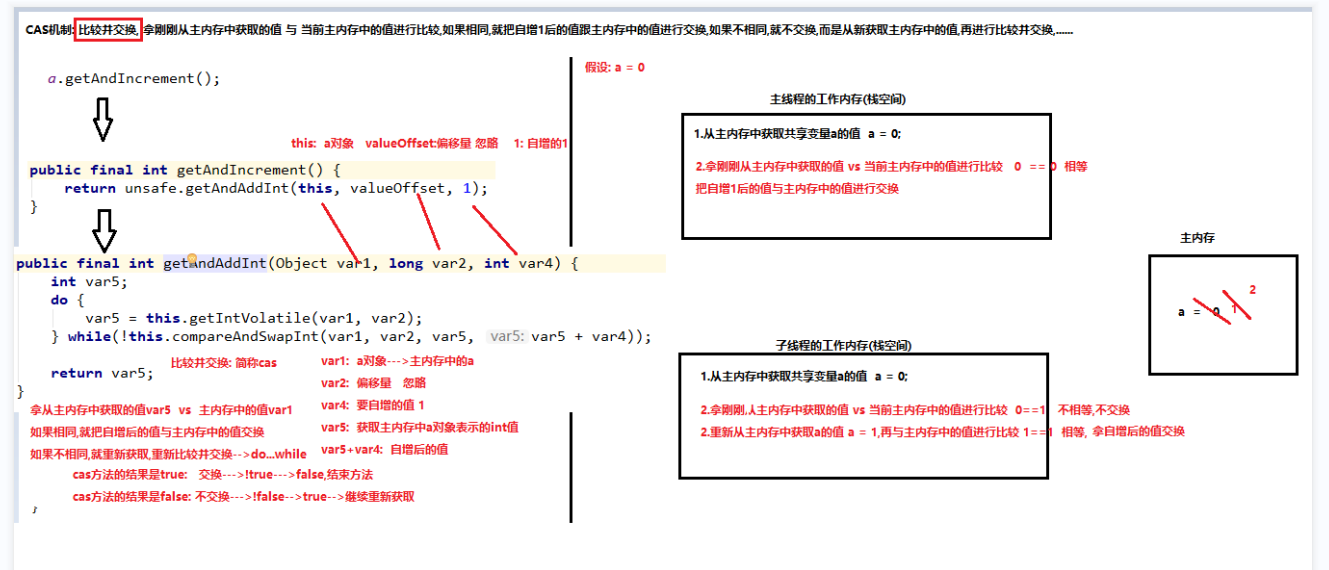 CAS机制: 比较并交换, 拿刚刚从主内存中获取的值 与 当前主内存中的值进行比较,如果相同,就把自增1后的值跟主内存中的值进行交换,如果不相同,就不交换,而是从新获取主内存中的值,再进行比较并交换,......
a.getAndIncrement();
this: a对象 valueOffset:偏移量 忽略 1: 自增的1
public final int getAndIncrement() {
return unsafe.getAndAddInt(this, valueOffset, 1);
}
public final int getAndAddInt(Object var1, long var2, int var4) {
int var5;
do {
var5 = this.getIntVolatile(var1, var2);
} while(!this.compareAndSwapInt(var1, var2, var5, var5: var5 + var4));
return var5;
}
比较并交换: 简称cas
拿从主内存中获取的值var5 vs 主内存中的值var1
如果相同,就把自增后的值与主内存中的值交换
如果不相同,就重新获取,重新比较并交换-->do...while
cas方法的结果是true: 交换--->!true--->false,结束方法
cas方法的结果是false: 不交换--->!false-->true-->继续重新获取
}
var1: a对象--->主内存中的a
var2: 偏移量 忽略
var4: 要自增的值 1
var5: 获取主内存中a对象表示的int值
var5+var4: 自增后的值
假设: a = 0
主线程的工作内存(栈空间)
1.从主内存中获取共享变量a的值 a = 0;
2.拿刚刚从主内存中获取的值 vs 当前主内存中的值进行比较 0 == 0 相等
把自增1后的值与主内存中的值进行交换
子线程的工作内存(栈空间)
1.从主内存中获取共享变量a的值 a = 0;
2.拿刚刚从主内存中获取的值 vs 当前主内存中的值进行比较 0==1 不相等,不交换
2.重新从主内存中获取a的值 a = 1,再与主内存中的值进行比较 1==1 相等, 拿自增后的值交换
主内存
2
a = 0 1